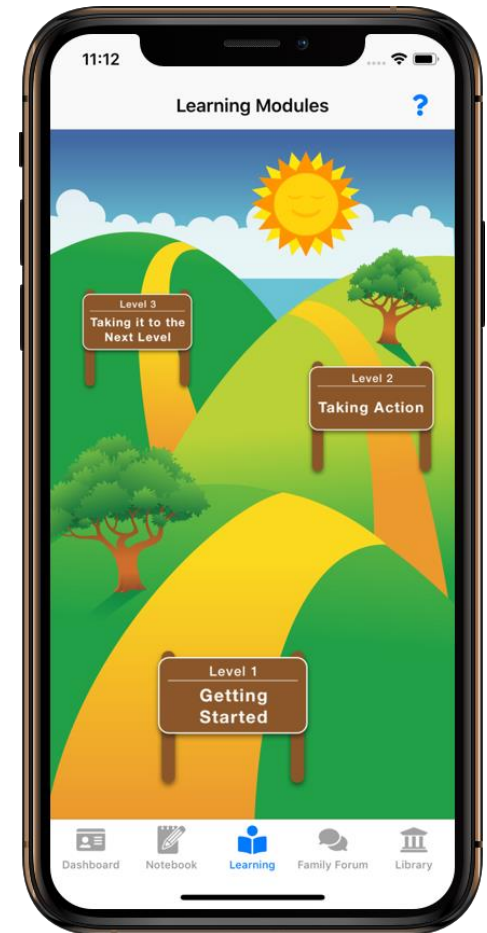 11:12
Learning Modules
?
Level 3
Taking it to the
Next Level
Level 2
Taking Action
Level 1
Getting
Started
Dashboard Notebook Learning Family Forum Library